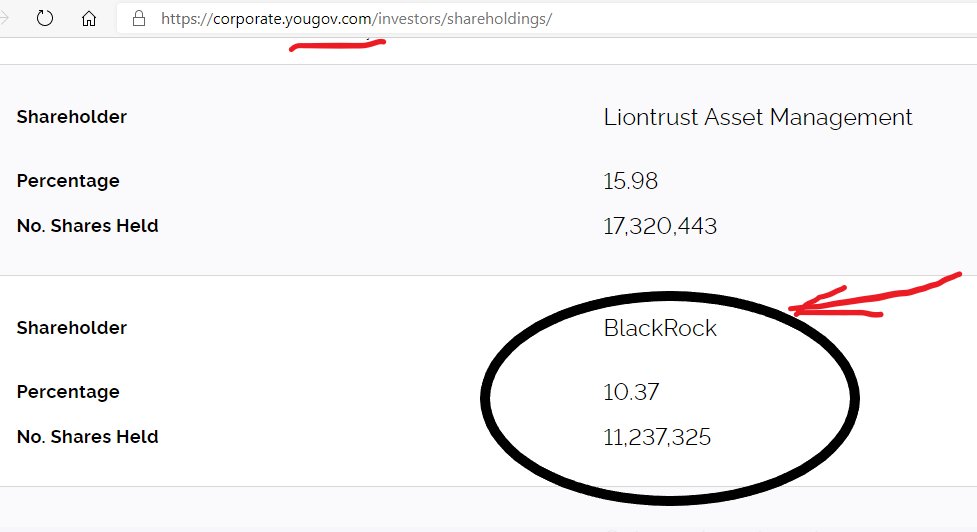 https://corporate.yougov.com/investors/shareholdings/
Shareholder Liontrust Asset Management
Percentage 15.98
No. Shares Held 17,320,443
Shareholder BlackRock
Percentage 10.37
No. Shares Held 11,237,325